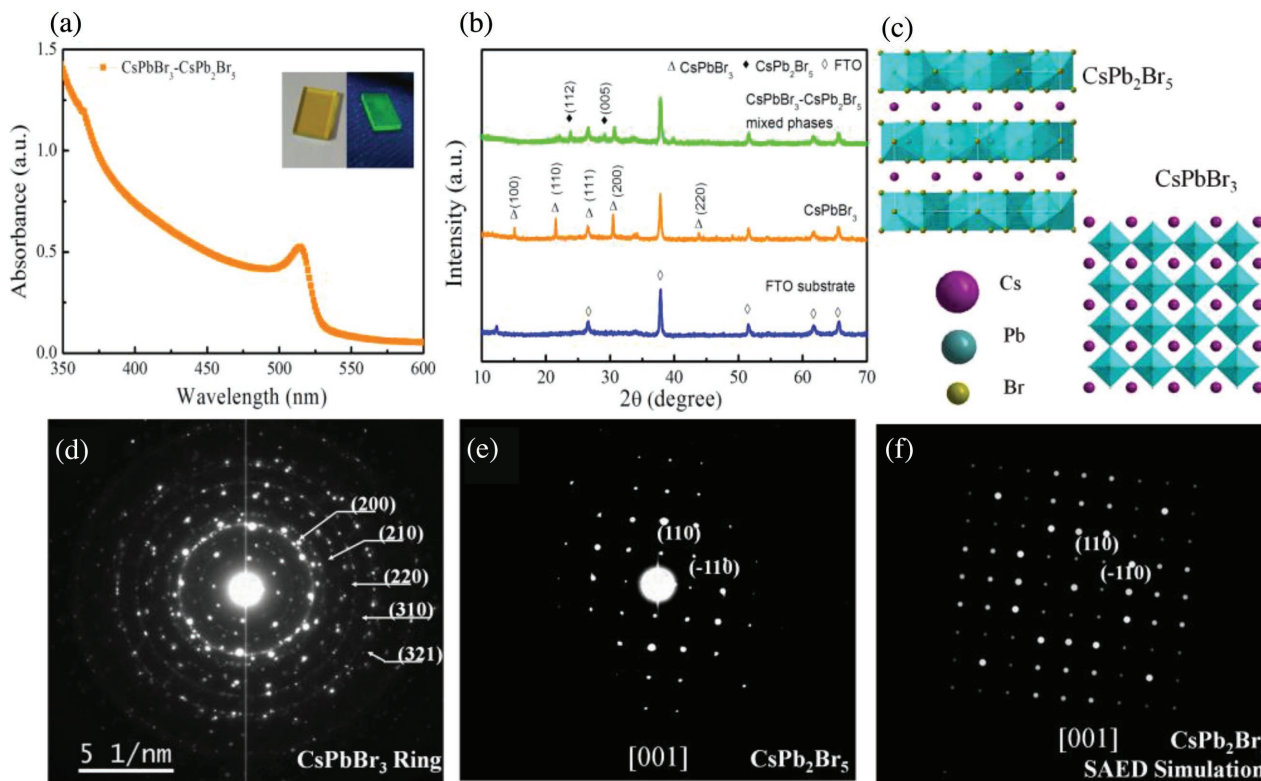 (a)
CsPbBr3-CsPb2Br5
1.5
1.0
0.5
0.0
Absorbance (a.u.)
350
400
450
500
550
600
Wavelength (nm)
(b)
Δ CsPbBr3 ♦ CsPb2Br5 ◊ FTO
♦ (112)
♦ (005)
CsPbBr3-CsPb2Br5
mixed phases
Δ (100)
Δ (110)
Δ (111)
Δ (200)
Δ (220)
CsPbBr3
FTO substrate
◊
◊
◊
◊
◊
Intensity (a.u.)
10
20
30
40
50
60
70
2θ (degree)
(c)
CsPb2Br5
CsPbBr3
Cs
Pb
Br
(d)
(200)
(210)
(220)
(310)
(321)
5 1/nm
CsPbBr3 Ring
(e)
(110)
(-110)
[001]
CsPb2Br5
(f)
(110)
(-110)
[001]
CsPb2Br
SAED Simulation